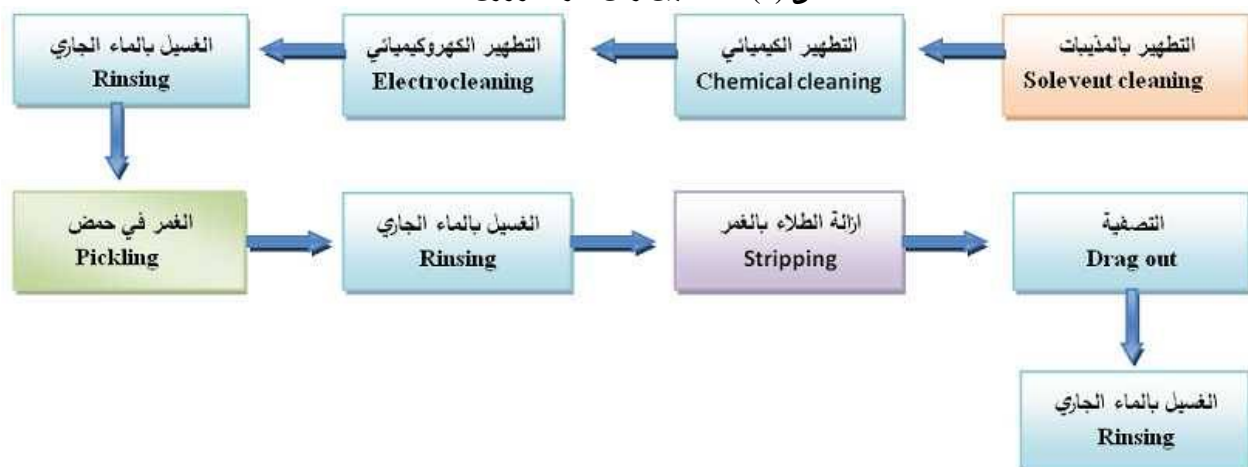 التطهير بالمذيبات
Solevent cleaning
التطهير الكيميائي
Chemical cleaning
التطهير الكهروكيميائي
Electrocleaning
الغسيل بالماء الجاري
Rinsing
الغمر في حمض
Pickling
الغسيل بالماء الجاري
Rinsing
ازالة الطلاء بالغمر
Stripping
التصفية
Drag out
الغسيل بالماء الجاري
Rinsing